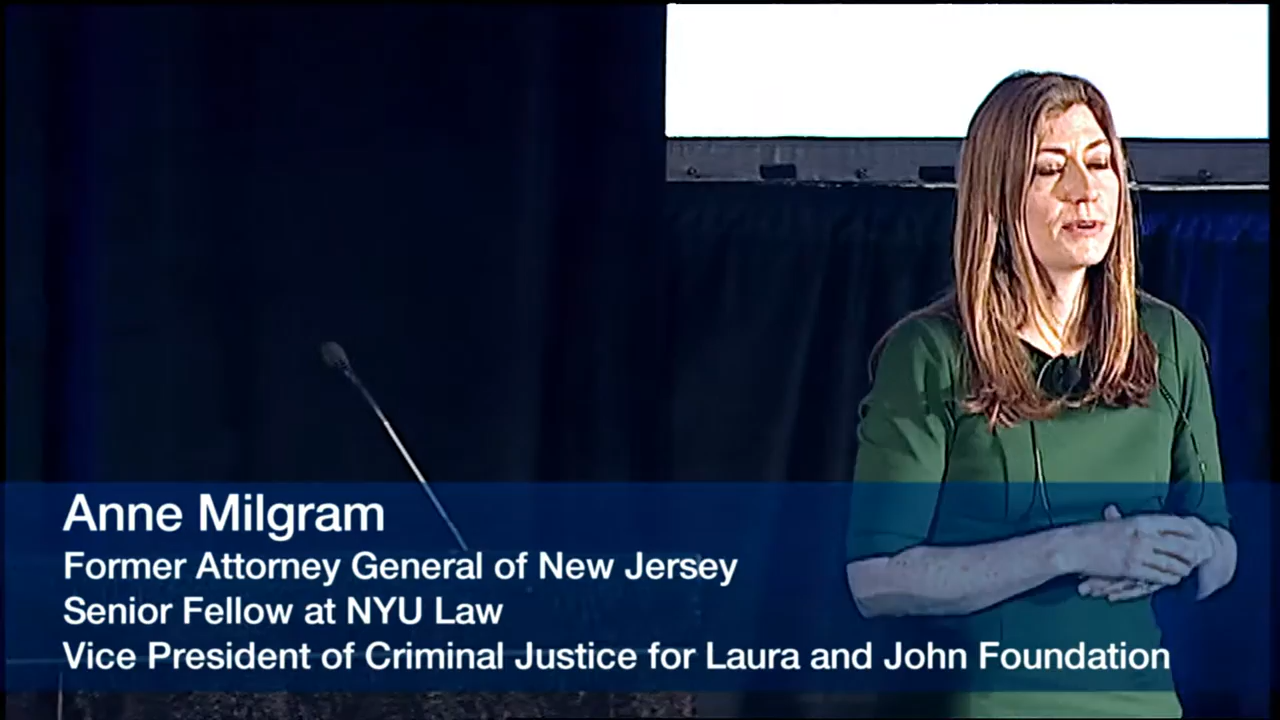 Anne Milgram
Former Attorney General of New Jersey
Senior Fellow at NYU Law
Vice President of Criminal Justice for Laura and John Foundation